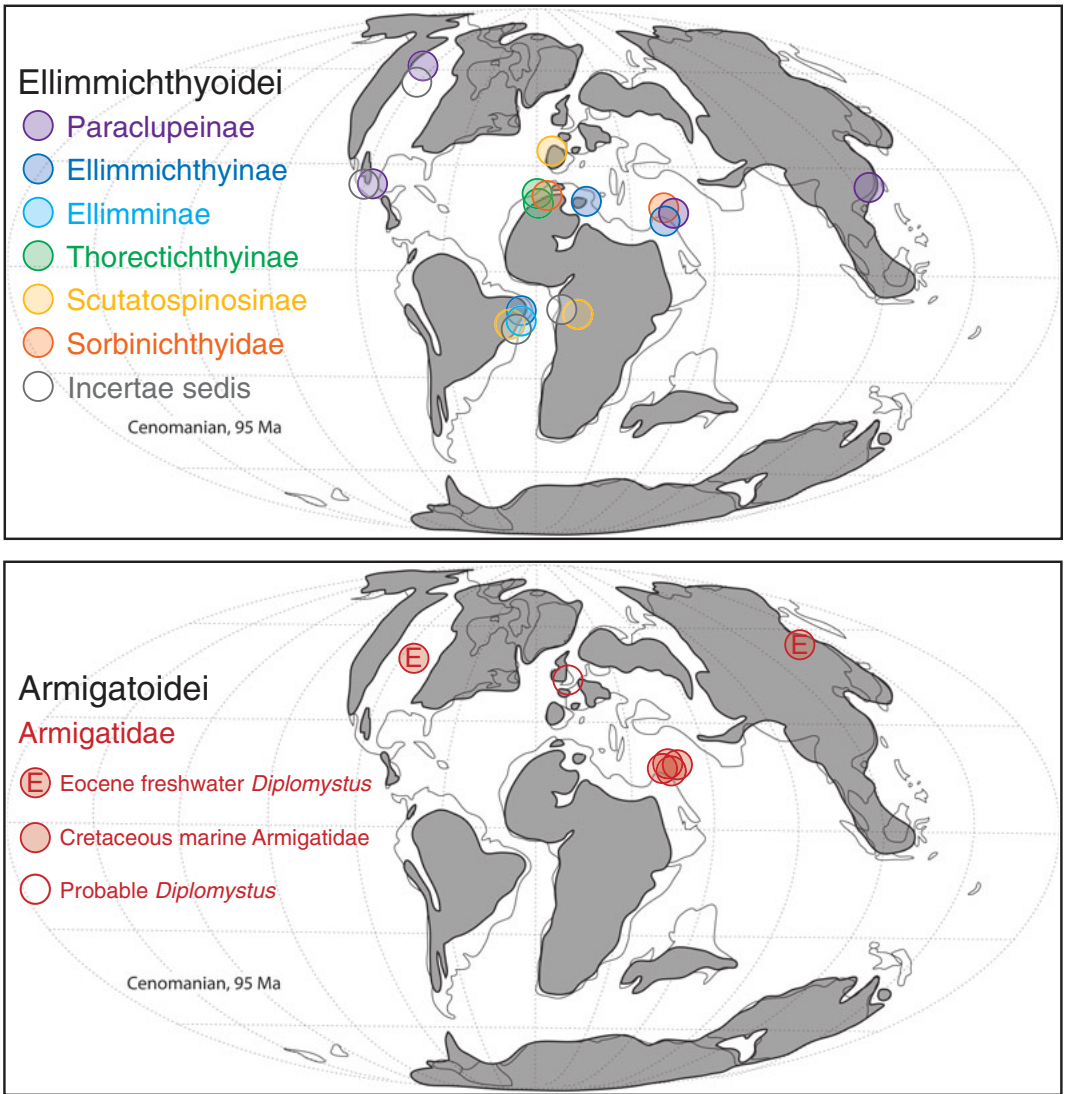 Ellimmichthyoidei
Paraclupeinae
Ellimmichthyinae
Ellimminae
Thorectichthyinae
Scutatospinosinae
Sorbinichthyidae
Incertae sedis
Cenomanian, 95 Ma
Armigatoidei
Armigatidae
E Eocene freshwater Diplomystus
Cretaceous marine Armigatidae
Probable Diplomystus
Cenomanian, 95 Ma
E
E